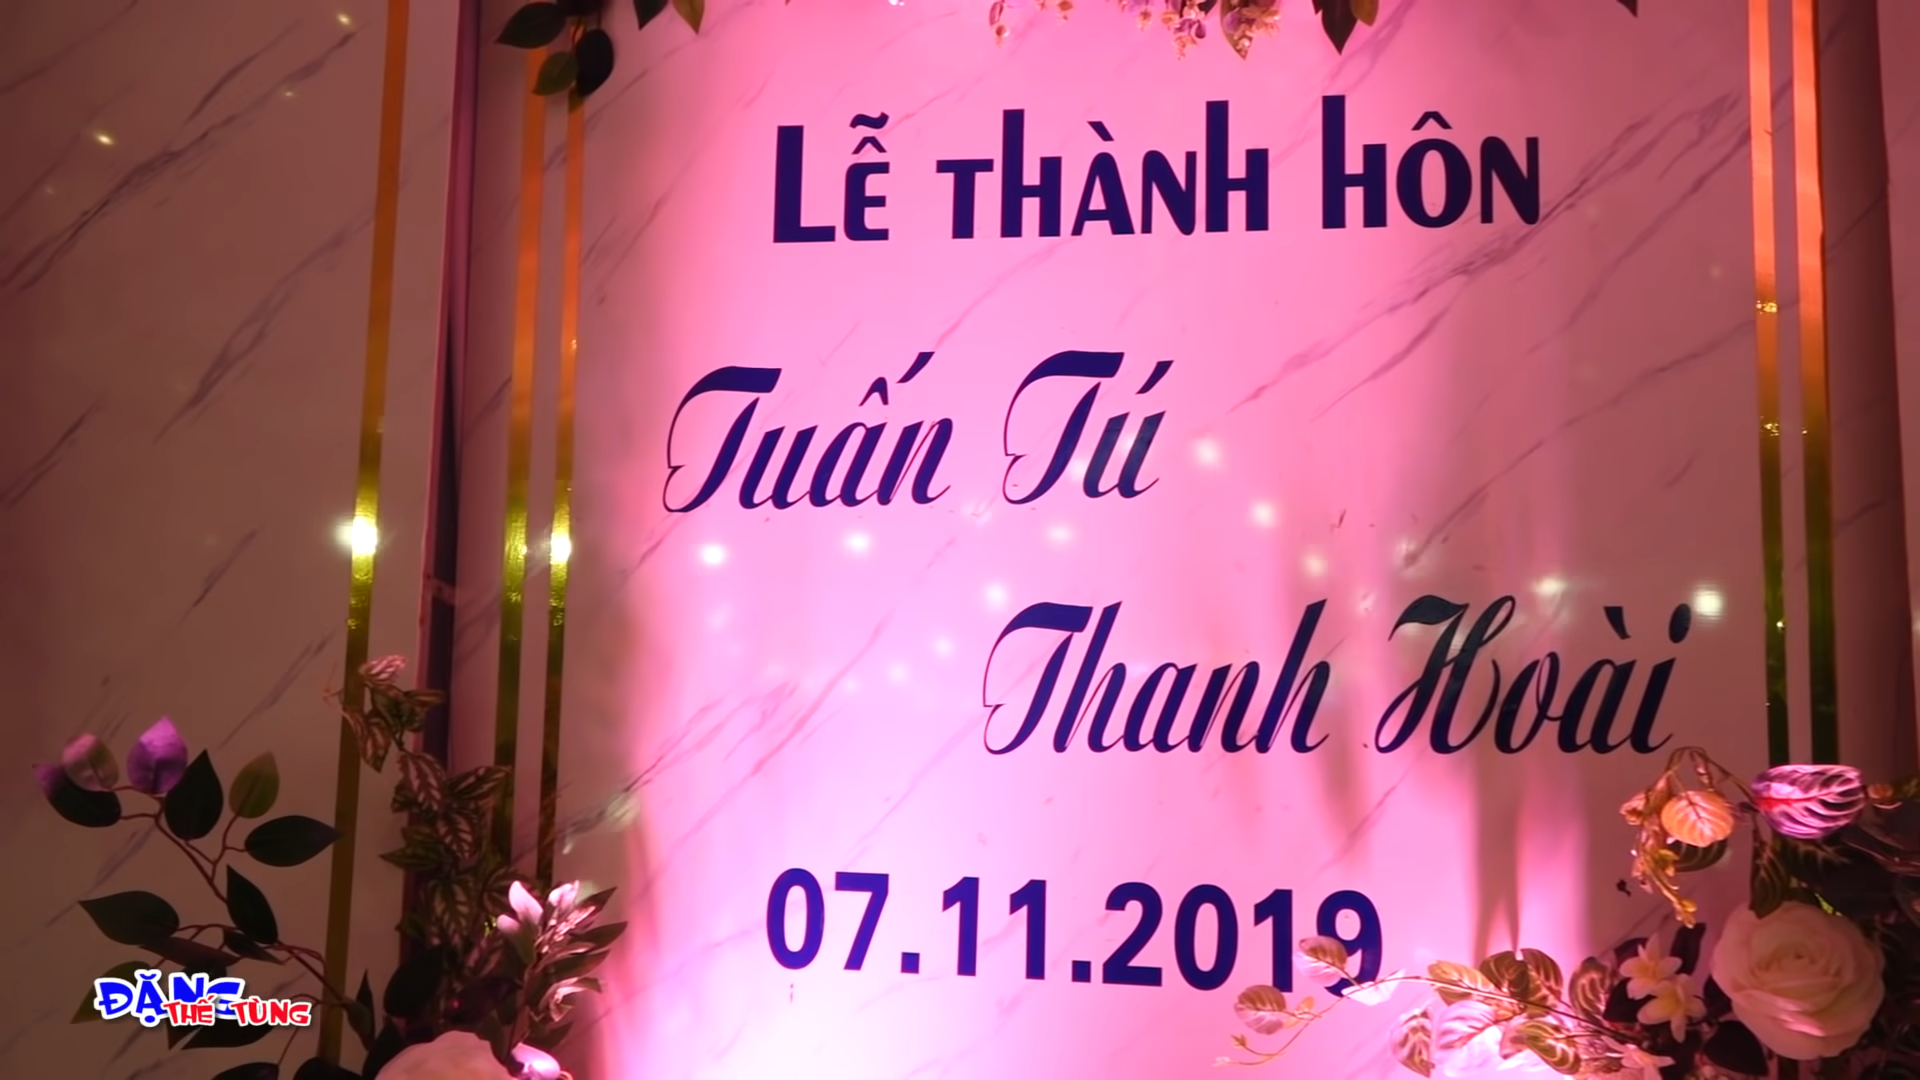 LỄ THÀNH HÔN
Tuấn Tú
Thanh Hoài
07.11.2019
ĐẶNG
THẾ TÙNG